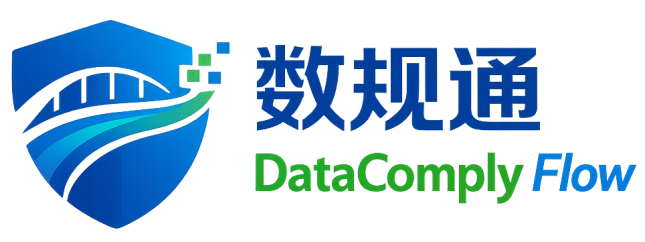 数规通
DataComply Flow